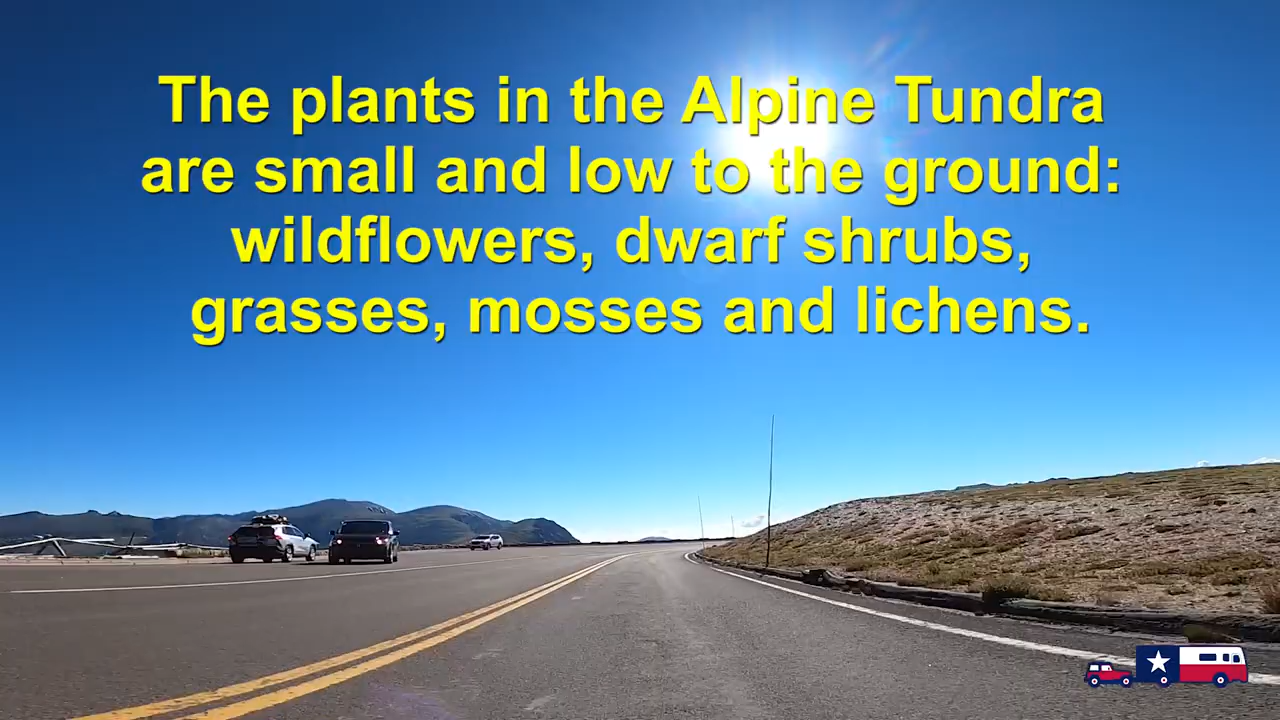 The plants in the Alpine Tundra
are small and low to the ground:
wildflowers, dwarf shrubs,
grasses, mosses and lichens.